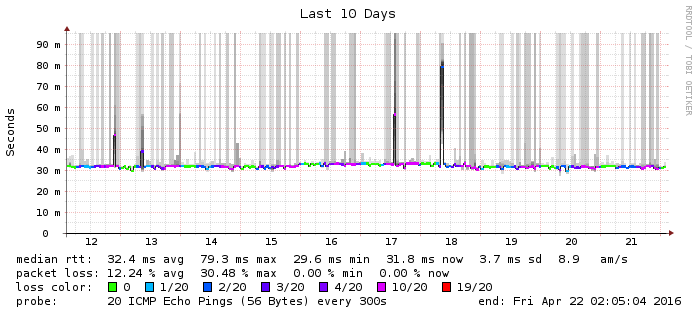 Last 10 Days
RRDTOOL / TOBI OETIKER
Seconds
90 m
80 m
70 m
60 m
50 m
40 m
30 m
20 m
10 m
0
12 13 14 15 16 17 18 19 20 21
median rtt: 32.4 ms avg 79.3 ms max 29.6 ms min 31.8 ms now 3.7 ms sd 8.9 am/s
packet loss: 12.24 % avg 30.48 % max 0.00 % min 0.00 % now
loss color: 0 1/20 2/20 3/20 4/20 10/20 19/20
probe: 20 ICMP Echo Pings (56 Bytes) every 300s end: Fri Apr 22 02:05:04 2016